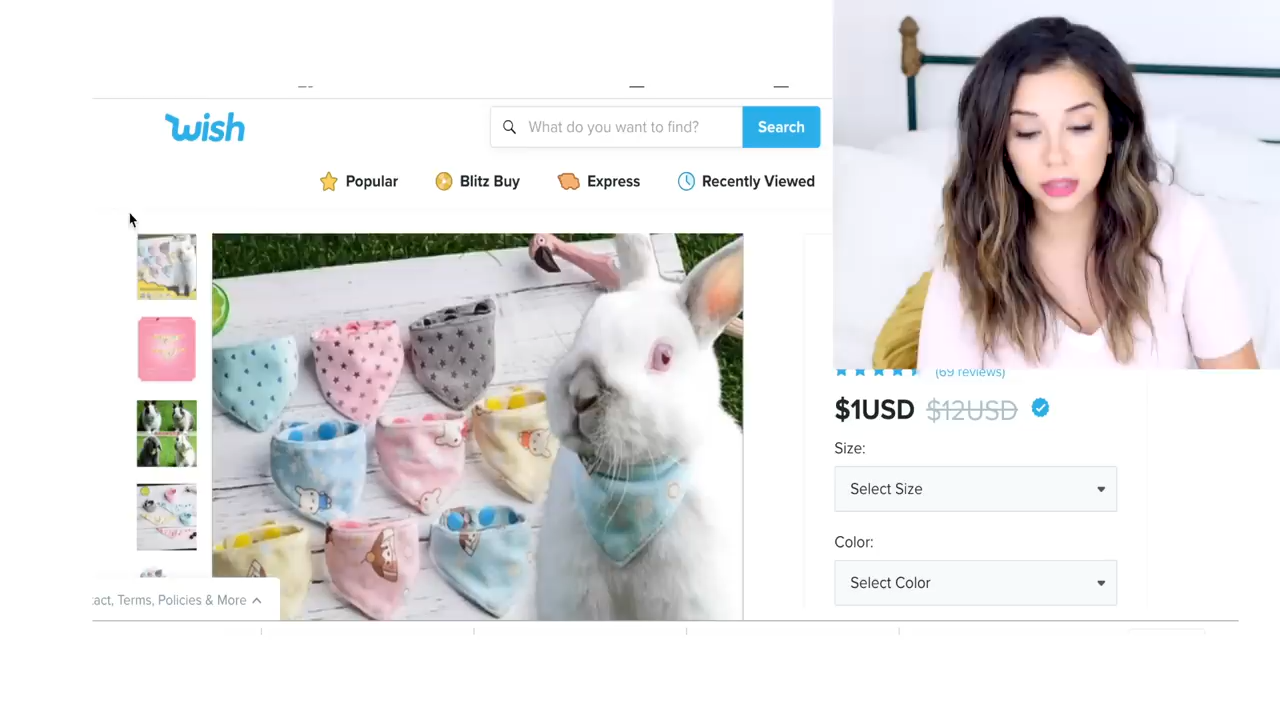 wish
What do you want to find?
Search
Popular
Blitz Buy
Express
Recently Viewed
(69 reviews)
$1USD $12USD
Size:
Select Size
Color:
Select Color
tact, Terms, Policies & More